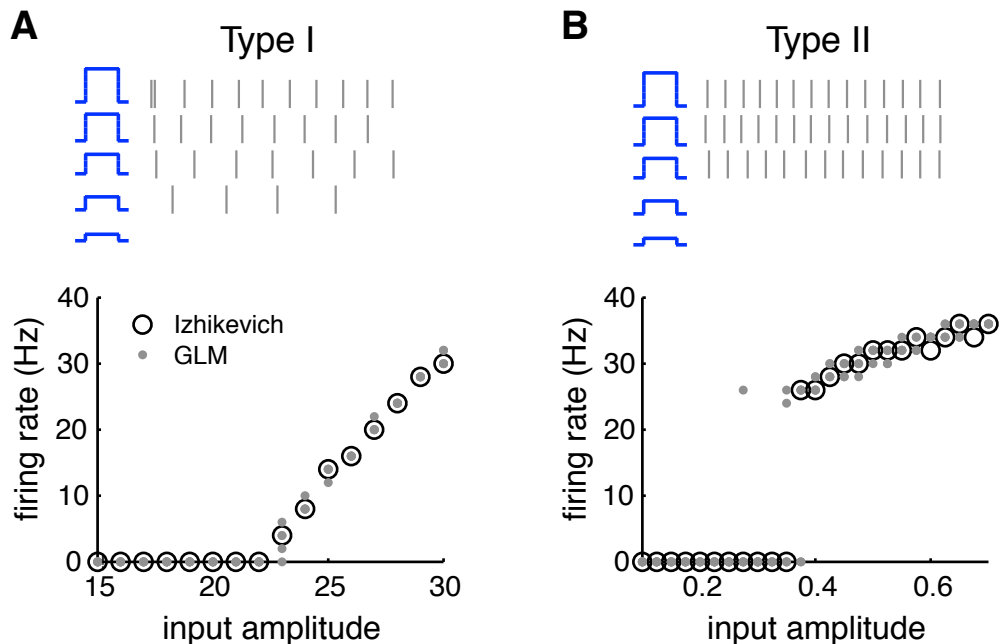 A
Type I
B
Type II
40
30
20
10
0
firing rate (Hz)
Izhikevich
GLM
15
20
25
30
input amplitude
40
30
20
10
0
firing rate (Hz)
0.2
0.4
0.6
input amplitude